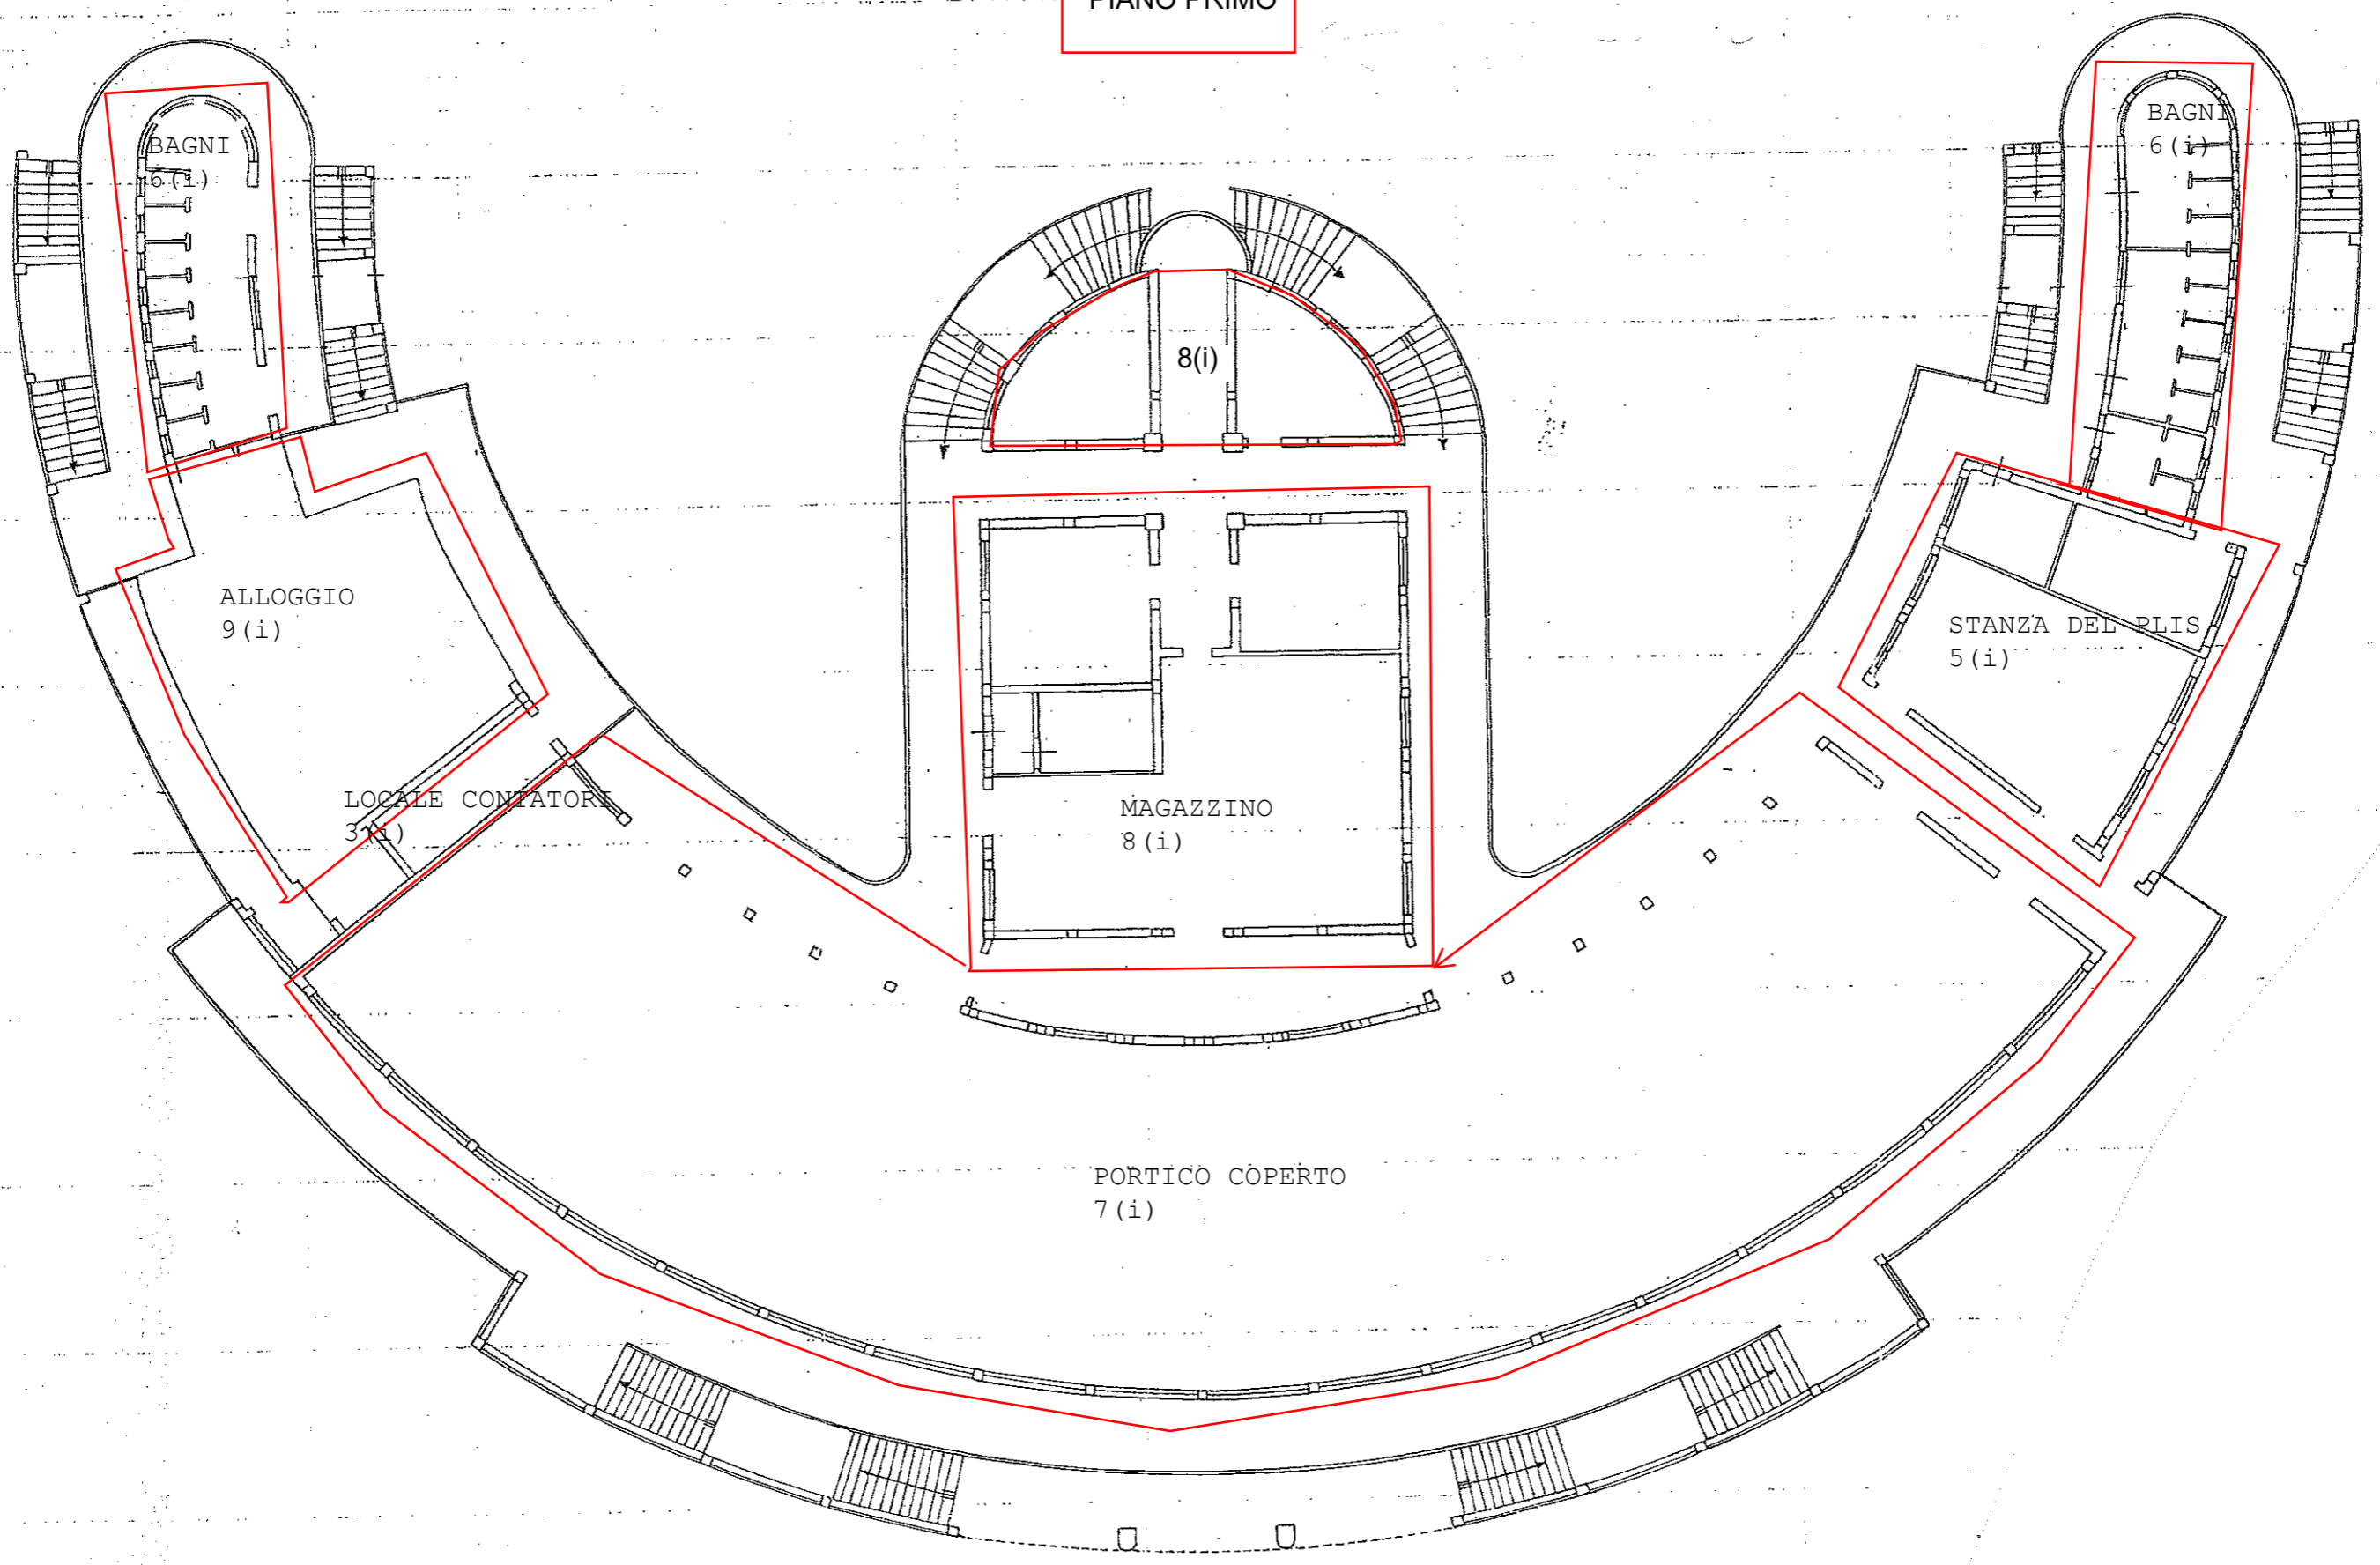 PIANO PRIMO
BAGNI
6(i)
BAGNI
6(i)
8(i)
ALLOGGIO
9(i)
STANZA DEL PLIS
5(i)
LOCALE CONTATORI
3(i)
MAGAZZINO
8(i)
PORTICO COPERTO
7(i)